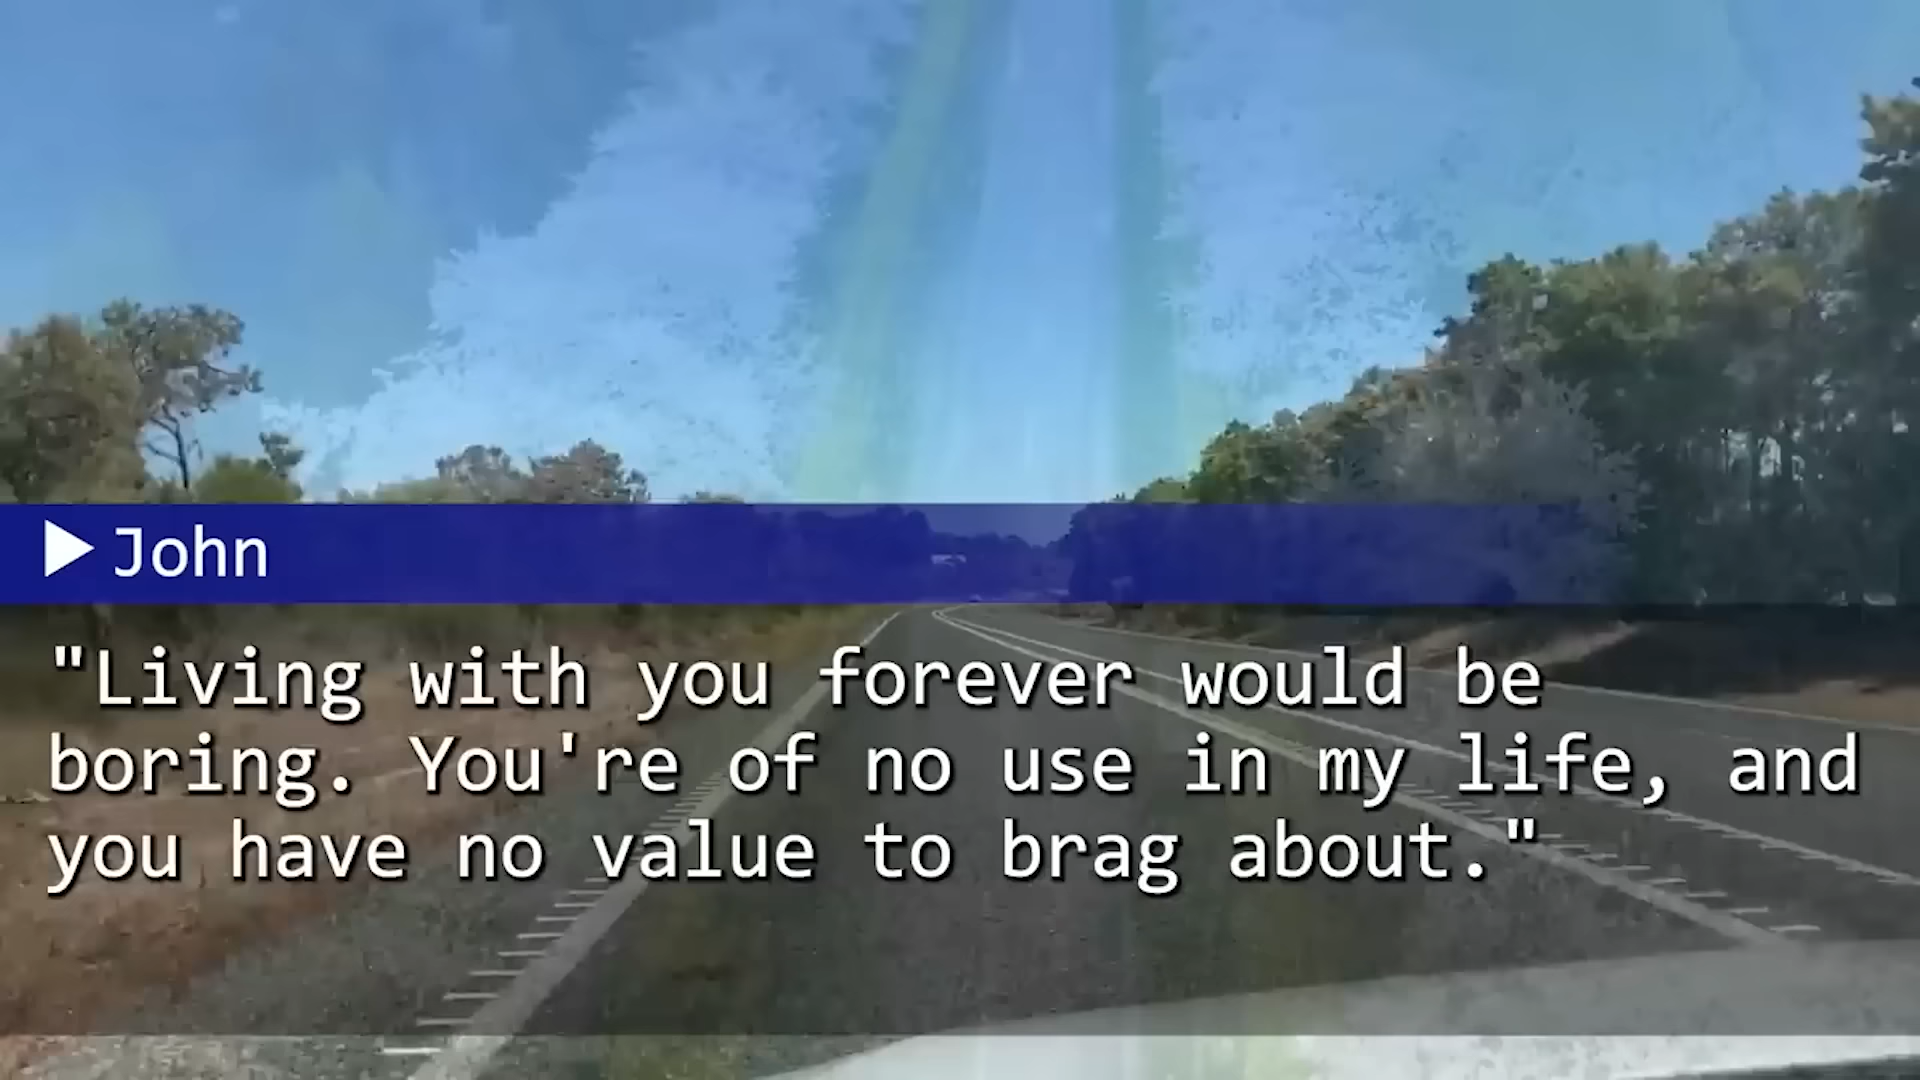 John
"Living with you forever would be
boring. You're of no use in my life, and
you have no value to brag about."